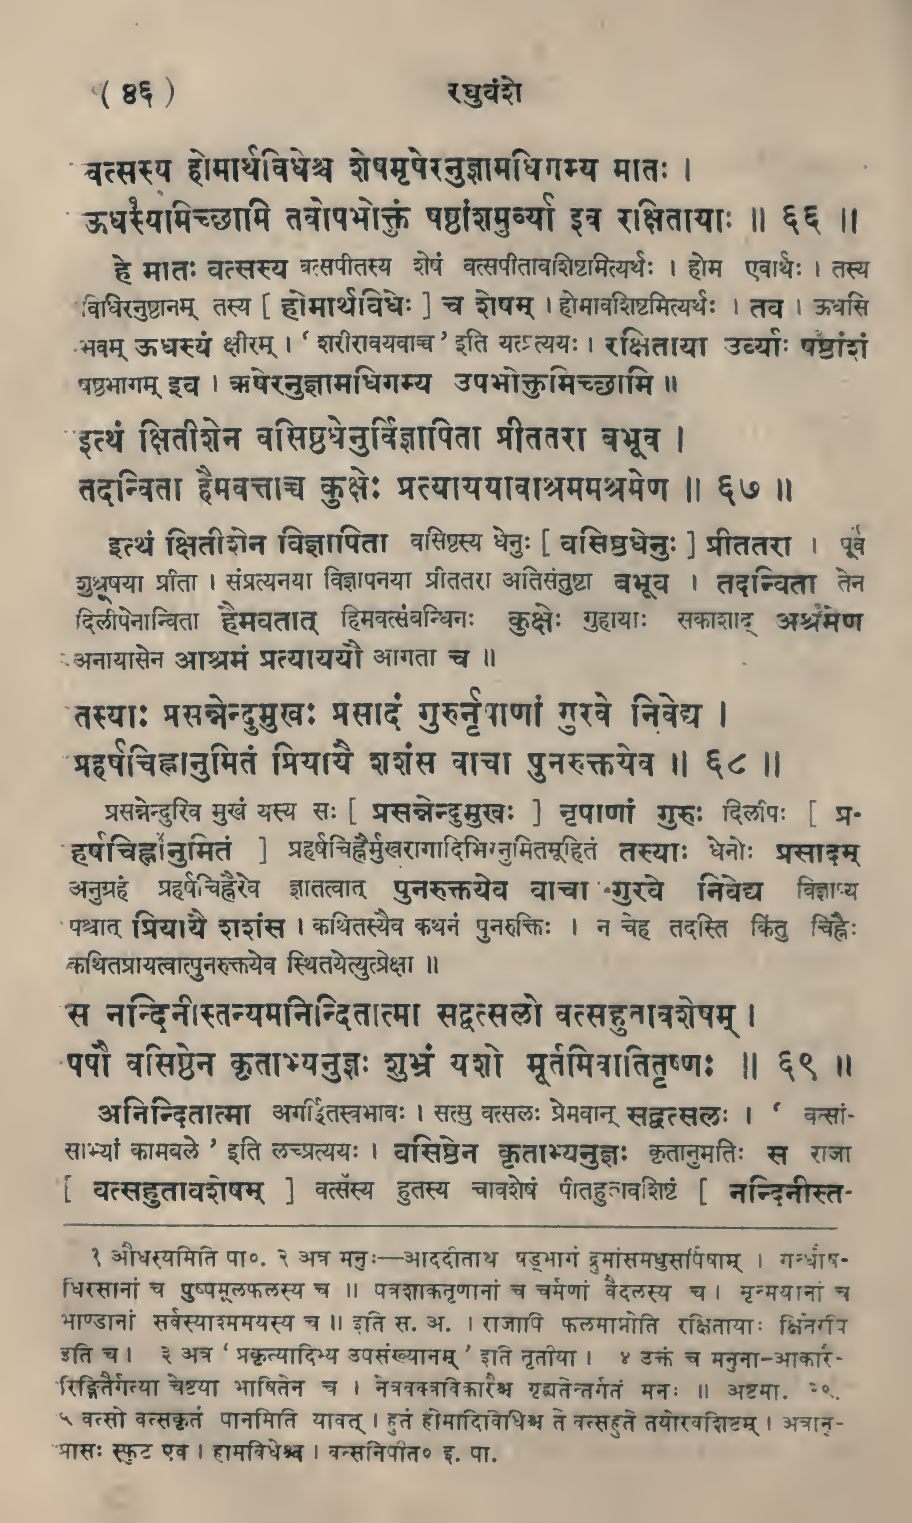 ( ४६ ) रघुवंशे
वत्सस्य होमार्थविधेश्च शेषमृषेरनुज्ञामधिगम्य मातः ।
ऊधस्यमिच्छामि तवोपभोक्तुं षष्ठांशमुर्व्या इव रक्षितायाः ॥ ६६ ॥
हे मातः वत्सस्य वत्सपीतस्य शेषं वत्सपीतावशिष्टमित्यर्थः । होम एवार्थः । तस्य
विधिरनुष्ठानम् तस्य [ होमार्थविधेः ] च शेषम् । होमावशिष्टमित्यर्थः । तव । ऊधसि
भवम् ऊधस्यं क्षीरम् । ‘ शरीरावयवाच्च ’ इति यत्प्रत्ययः । रक्षिताया उर्व्याः षष्ठांशं
षष्ठभागम् इव । ऋषेरनुज्ञामधिगम्य उपभोक्तुमिच्छामि ॥
इत्थं क्षितीशेन वसिष्ठधेनुर्विज्ञापिता प्रीततरा बभूव ।
तदन्विता हैमवताच्च कुक्षेः प्रत्याययावाश्रममश्रमेण ॥ ६७ ॥
इत्थं क्षितीशेन विज्ञापिता वसिष्ठस्य धेनुः [ वसिष्ठधेनुः ] प्रीततरा । पूर्वं
शुश्रूषया प्रीता । संप्रत्यनया विज्ञापनया प्रीततरा अतिसंतुष्टा बभूव । तदन्विता तेन
दिलीपेनान्विता हैमवतात् हिमवत्संबन्धिनः कुक्षेः गुहायाः सकाशाद् अश्रमेण
अनायासेन आश्रमं प्रत्याययौ आगता च ॥
तस्याः प्रसन्नेन्दुमुखः प्रसादं गुरुर्नृपाणां गुरवे निवेद्य ।
प्रहर्षचिह्नानुमितं प्रियायै शशंस वाचा पुनरुक्तयेव ॥ ६८ ॥
प्रसन्नेन्दुरिव मुखं यस्य सः [ प्रसन्नेन्दुमुखः ] नृपाणां गुरुः दिलीपः [ प्र-
हर्षचिह्नानुमितं ] प्रहर्षचिह्नैर्मुखरागादिभिरनुमितमूहितं तस्याः धेनोः प्रसादम्
अनुग्रहं प्रहर्षचिह्नैरेव ज्ञातत्वात् पुनरुक्तयेव वाचा गुरवे निवेद्य विज्ञाप्य
पश्चात् प्रियायै शशंस । कथितस्यैव कथनं पुनरुक्तिः । न चेह तदस्ति किंतु चिह्नैः
कथितप्रायत्वात्पुनरुक्तयेव स्थितयेत्युत्प्रेक्षा ॥
स नन्दिनीस्तन्यमनिन्दितात्मा सद्वत्सलो वत्सहुतावशेषम् ।
पपौ वसिष्ठेन कृताभ्यनुज्ञः शुभ्रं यशो मूर्तमिवातितृष्णः ॥ ६९ ॥
अनिन्दितात्मा अगर्हितस्वभावः । सत्सु वत्सलः प्रेमवान् सद्वत्सलः । ‘ वत्सां-
साभ्यां कामबले ’ इति लच्प्रत्ययः । वसिष्ठेन कृताभ्यनुज्ञः कृतानुमतिः स राजा
[ वत्सहुतावशेषम् ] वत्सस्य हुतस्य चावशेषं पीतहुतावशिष्टं [ नन्दिनीस्त-
१ औधस्यमिति पा०. २ अत्र मनुः—आददीताथ षड्भागं द्रुमांसमधुसर्पिषाम् । गन्धौष-
धिरसानां च पुष्पमूलफलस्य च ॥ पत्रशाकतृणानां च चर्मणां वैदलस्य च । मृन्मयानां च
भाण्डानां सर्वस्याश्ममयस्य च ॥ इति स. अ. । राजापि फलमाप्नोति रक्षितायाः
इति च । ३ अत्र ‘ प्रकृत्यादिभ्य उपसंख्यानम् ’ इति तृतीया । ४ उक्तं च मनुना-आकारै-
रिङ्गितैर्गत्या चेष्टया भाषितेन च । नेत्रवक्त्रविकारैश्च गृह्यतेन्तर्गतं मनः ॥ अष्टमा.
५ वत्सो वत्सकृतं पानमिति यावत् । हुतं होमादिविधिश्च ते वत्सहुते तयोरवशिष्टम् । अत्रानु-
प्रासः स्फुट एव । होमविधेश्च । वत्सनिपीत० इ. पा.